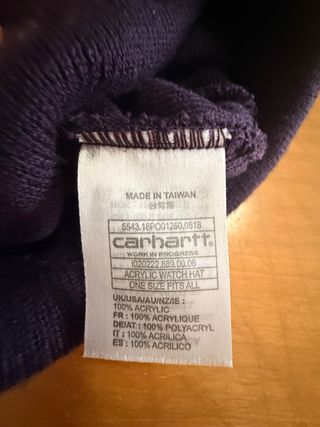 MADE IN TAIWAN
台灣製
5543.18PO01250.0818
carhartt
WORK IN PROGRESS
I020222.889.00.06
ACRYLIC WATCH HAT
ONE SIZE FITS ALL
UK/USA/AU/NZ/IE :
100% ACRYLIC
FR : 100% ACRYLIQUE
DE/AT : 100% POLYACRYL
IT : 100% ACRILICA
ES : 100% ACRILICO